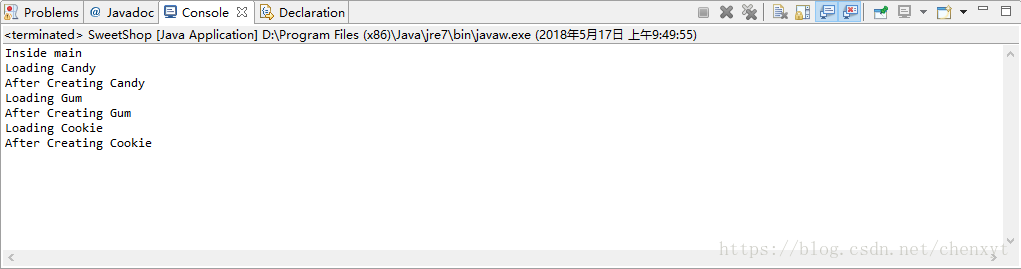 Problems @ Javadoc Console Declaration
<terminated> SweetShop [Java Application] D:\Program Files (x86)\Java\jre7\bin\javaw.exe (2018年5月17日 上午9:49:55)
Inside main
Loading Candy
After Creating Candy
Loading Gum
After Creating Gum
Loading Cookie
After Creating Cookie
https://blog.csdn.net/chenxyt